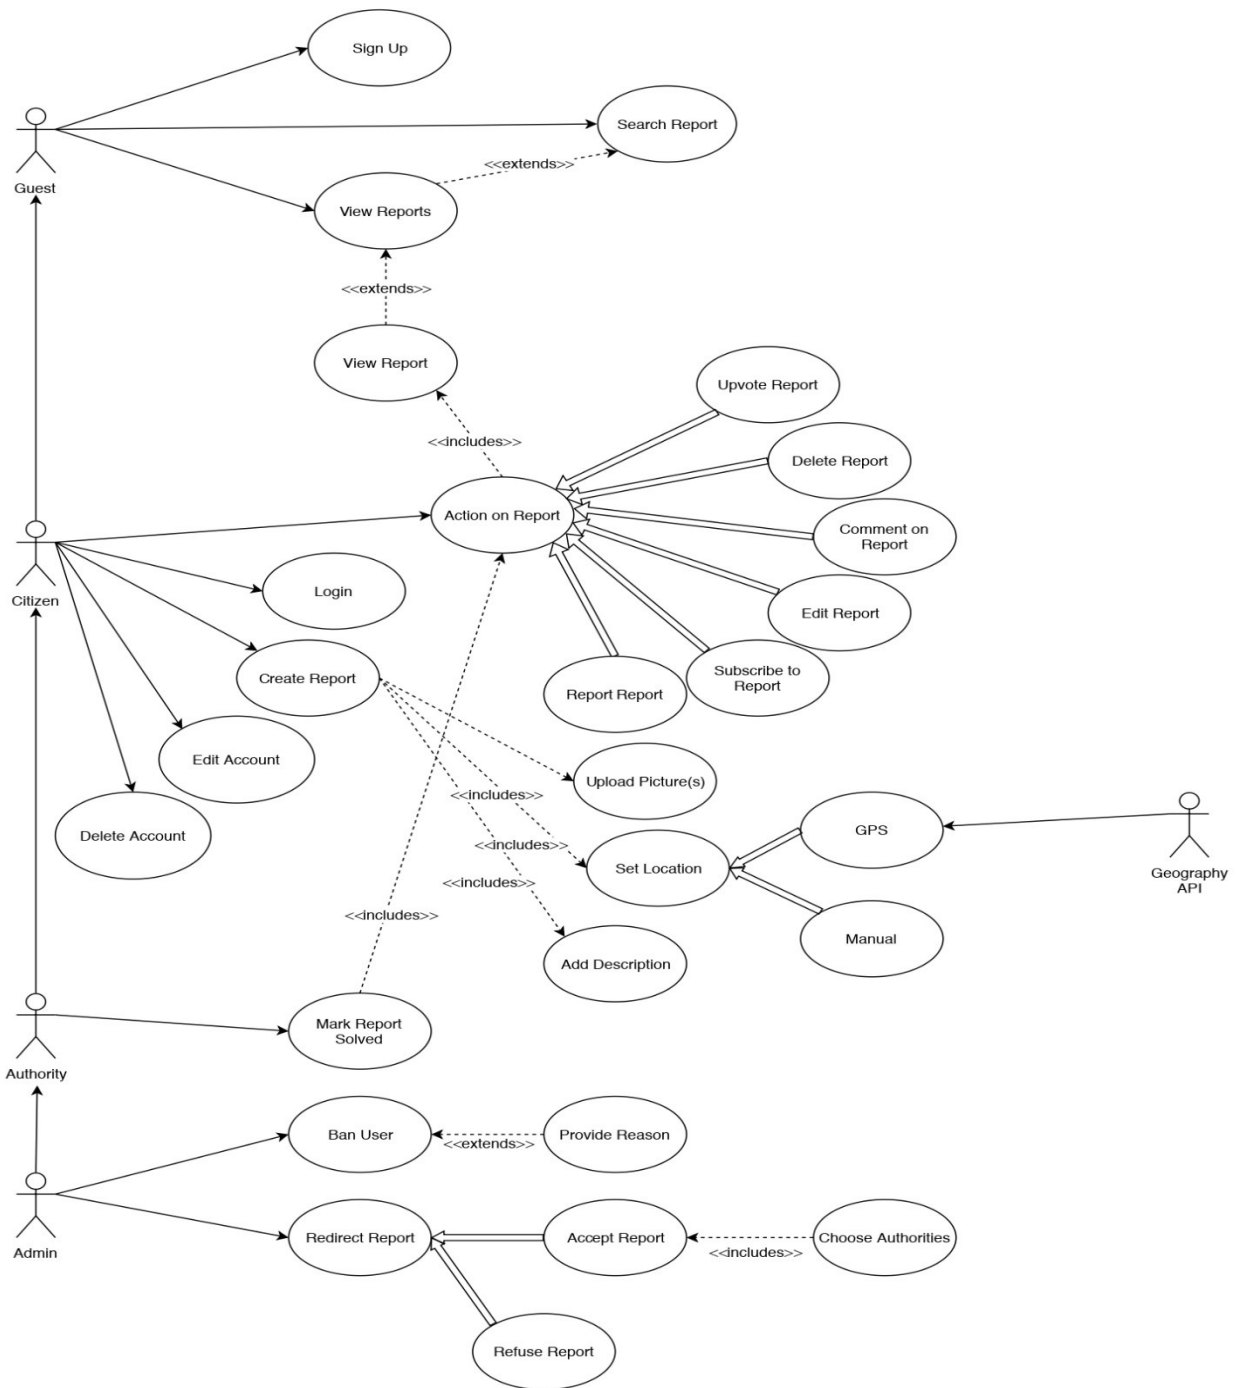 Sign Up
Search Report
<<extends>>
Guest
View Reports
<<extends>>
View Report
Upvote Report
<<includes>>
Delete Report
Action on Report
Comment on
Report
Login
Citizen
Edit Report
Create Report
Subscribe to
Report
Report Report
Edit Account
Upload Picture(s)
<<includes>>
Delete Account
GPS
<<includes>>
Set Location
Geography
API
<<includes>>
<<includes>>
Manual
Add Description
Mark Report
Solved
Authority
Ban User
<<extends>>
Provide Reason
Redirect Report
Accept Report
<<includes>>
Choose Authorities
Admin
Refuse Report